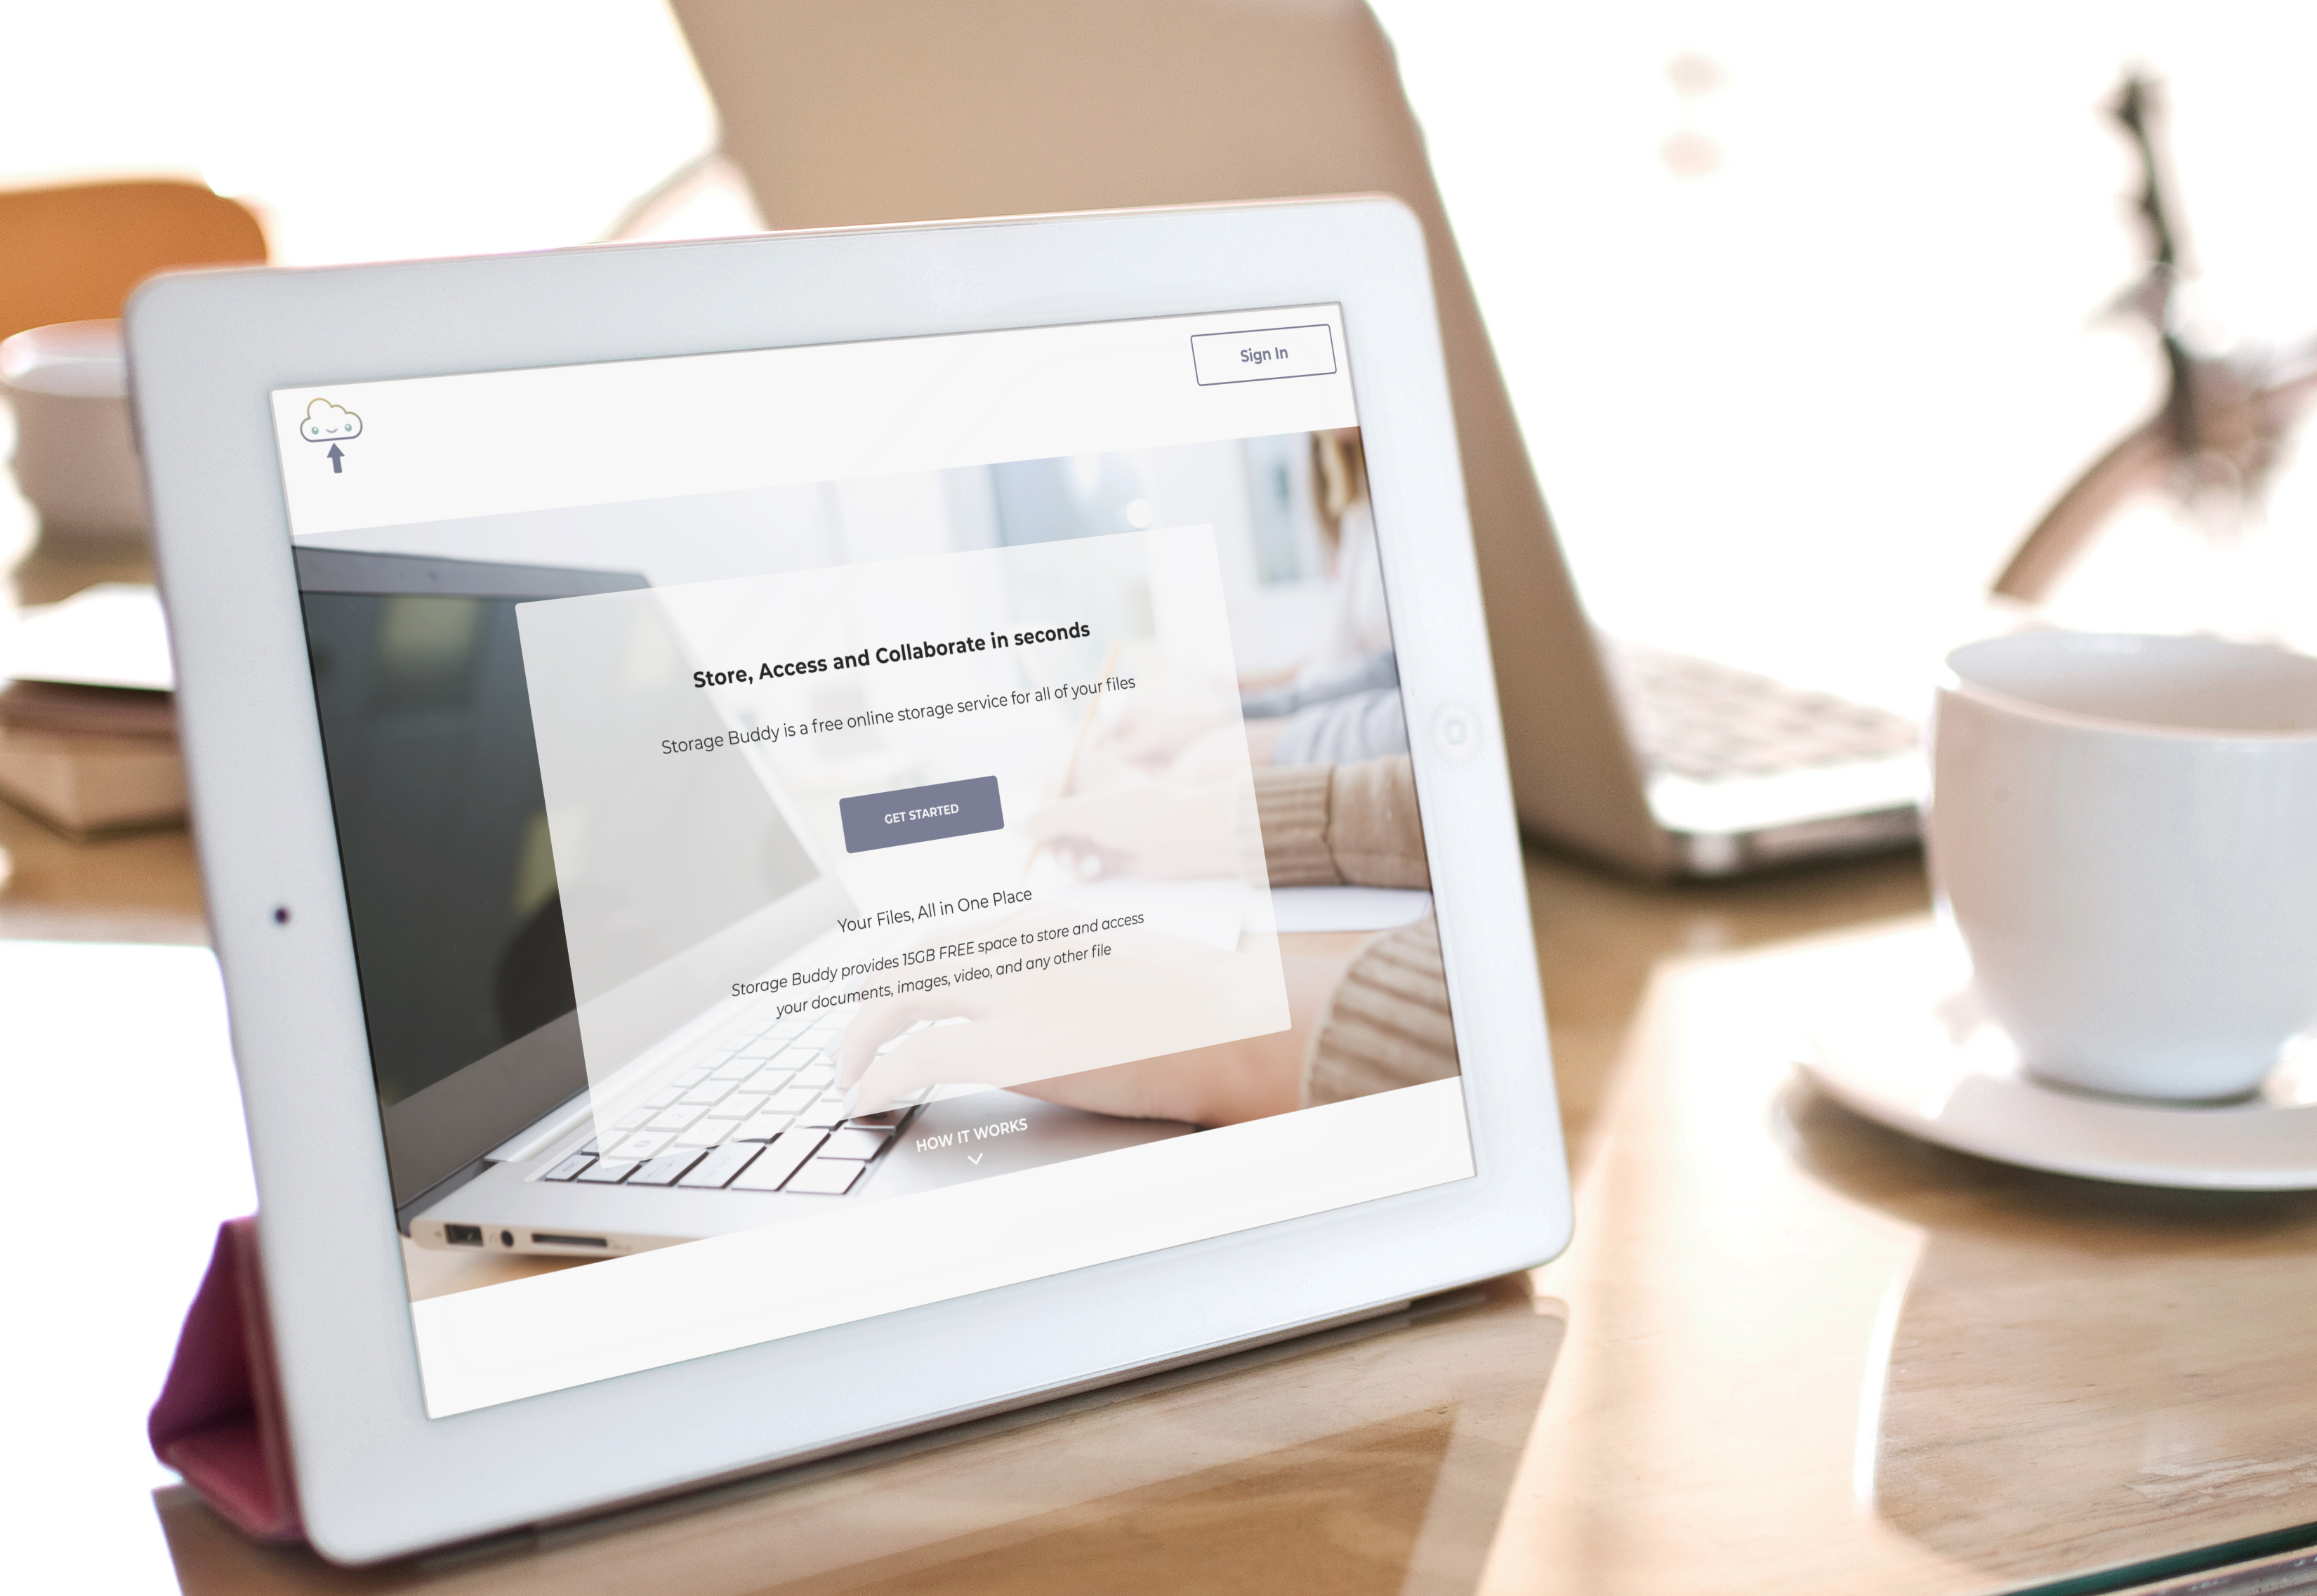 Sign In
Store, Access and Collaborate in seconds
Storage Buddy is a free online storage service for all of your files
GET STARTED
Your Files, All in One Place
Storage Buddy provides 15GB FREE space to store and access
your documents, images, video, and any other file
HOW IT WORKS